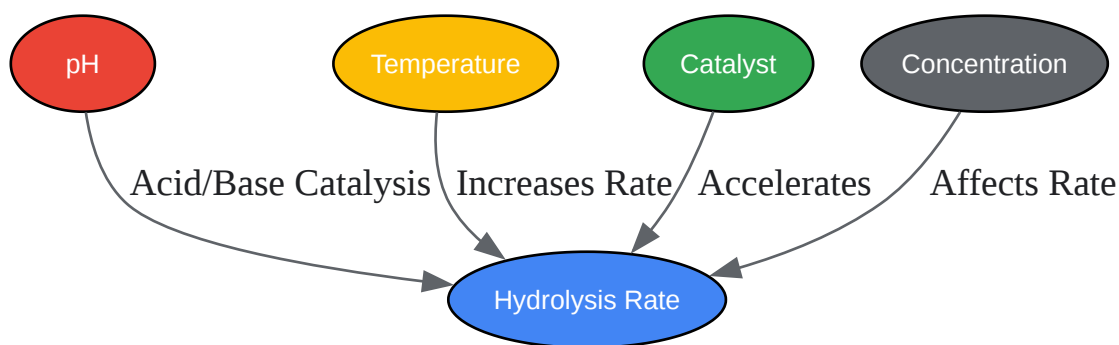 pH
Temperature
Catalyst
Concentration
Acid/Base Catalysis
Increases Rate
Accelerates
Affects Rate
Hydrolysis Rate